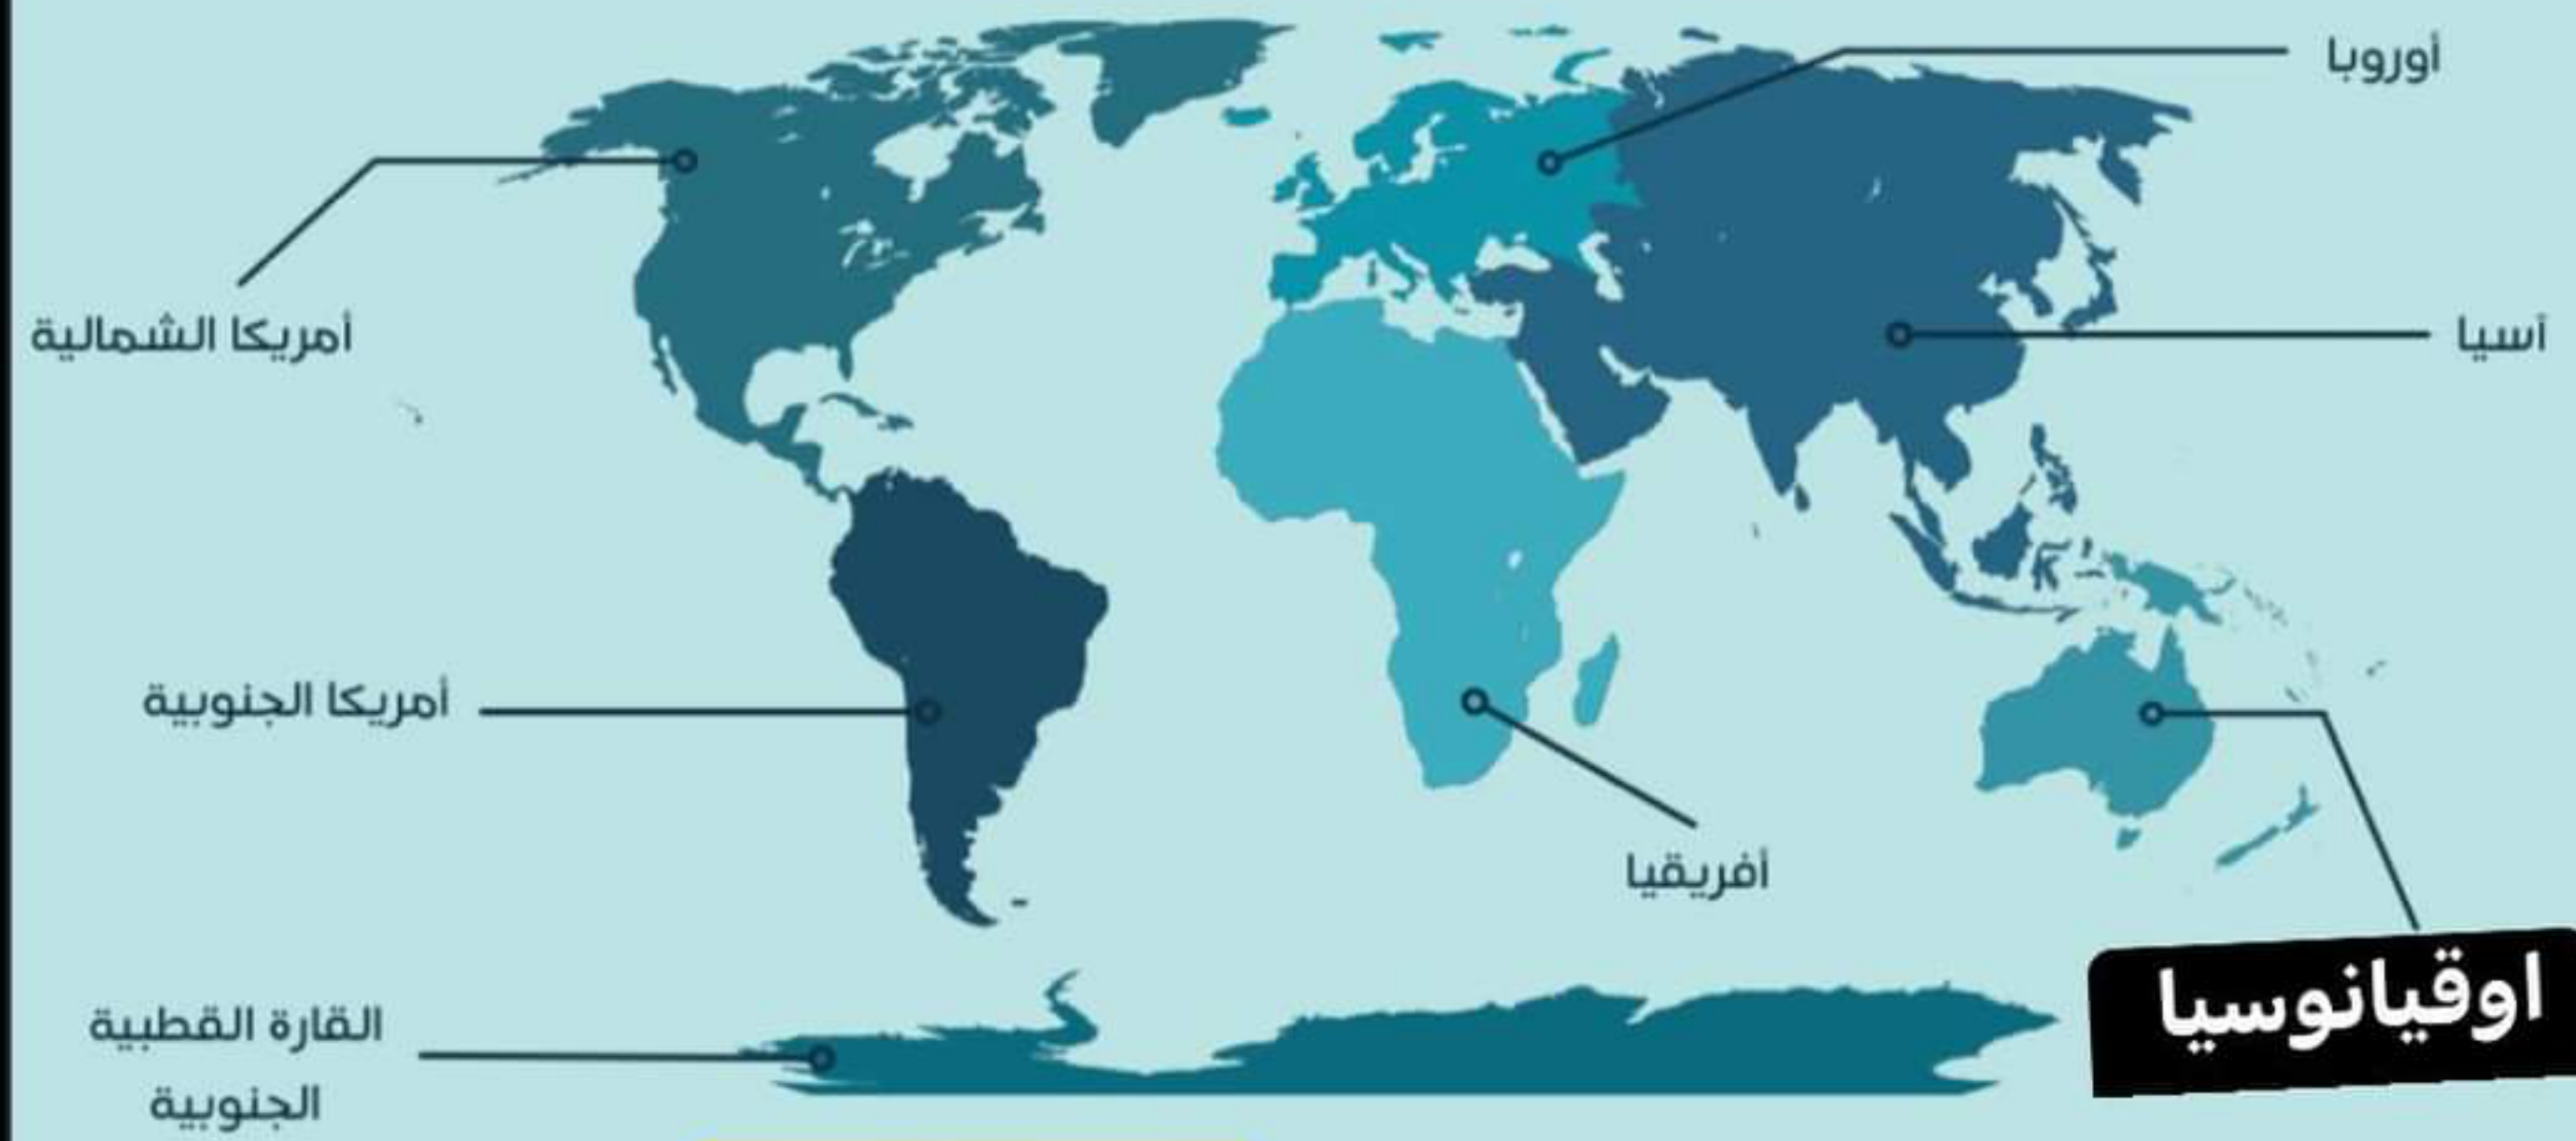 أوروبا
آسيا
أمريكا الشمالية
أمريكا الجنوبية
أفريقيا
اوقيانوسيا
القارة القطبية
الجنوبية